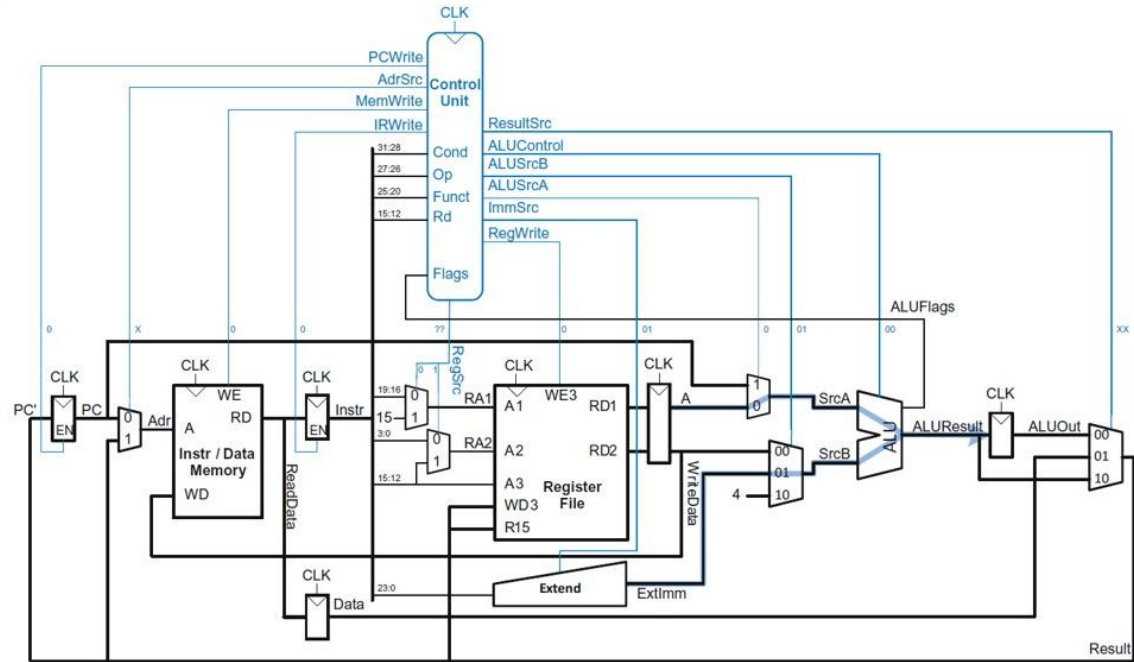 CLK
PCWrite
AdrSrc
MemWrite
IRWrite
Control
Unit
ResultSrc
ALUControl
ALUSrcB
ALUSrcA
ImmSrc
RegWrite
31:28
Cond
27:26
Op
25:20
Funct
15:12
Rd
Flags
ALUFlags
0
X
0
0
??
0
01
0
01
00
XX
RegSrc
0 1
CLK
CLK
CLK
CLK
CLK
CLK
PC'
PC
EN
0
1
Adr
WE
RD
A
Instr / Data
Memory
WD
EN
Instr
ReadData
19:16
15
0
1
RA1
3:0
0
1
RA2
15:12
A1
A2
A3
WD3
R15
WE3
RD1
RD2
Register
File
A
WriteData
1
0
SrcA
00
01
10
4
SrcB
ALU
ALUResult
ALUOut
00
01
10
23:0
Extend
ExtImm
CLK
Data
Result